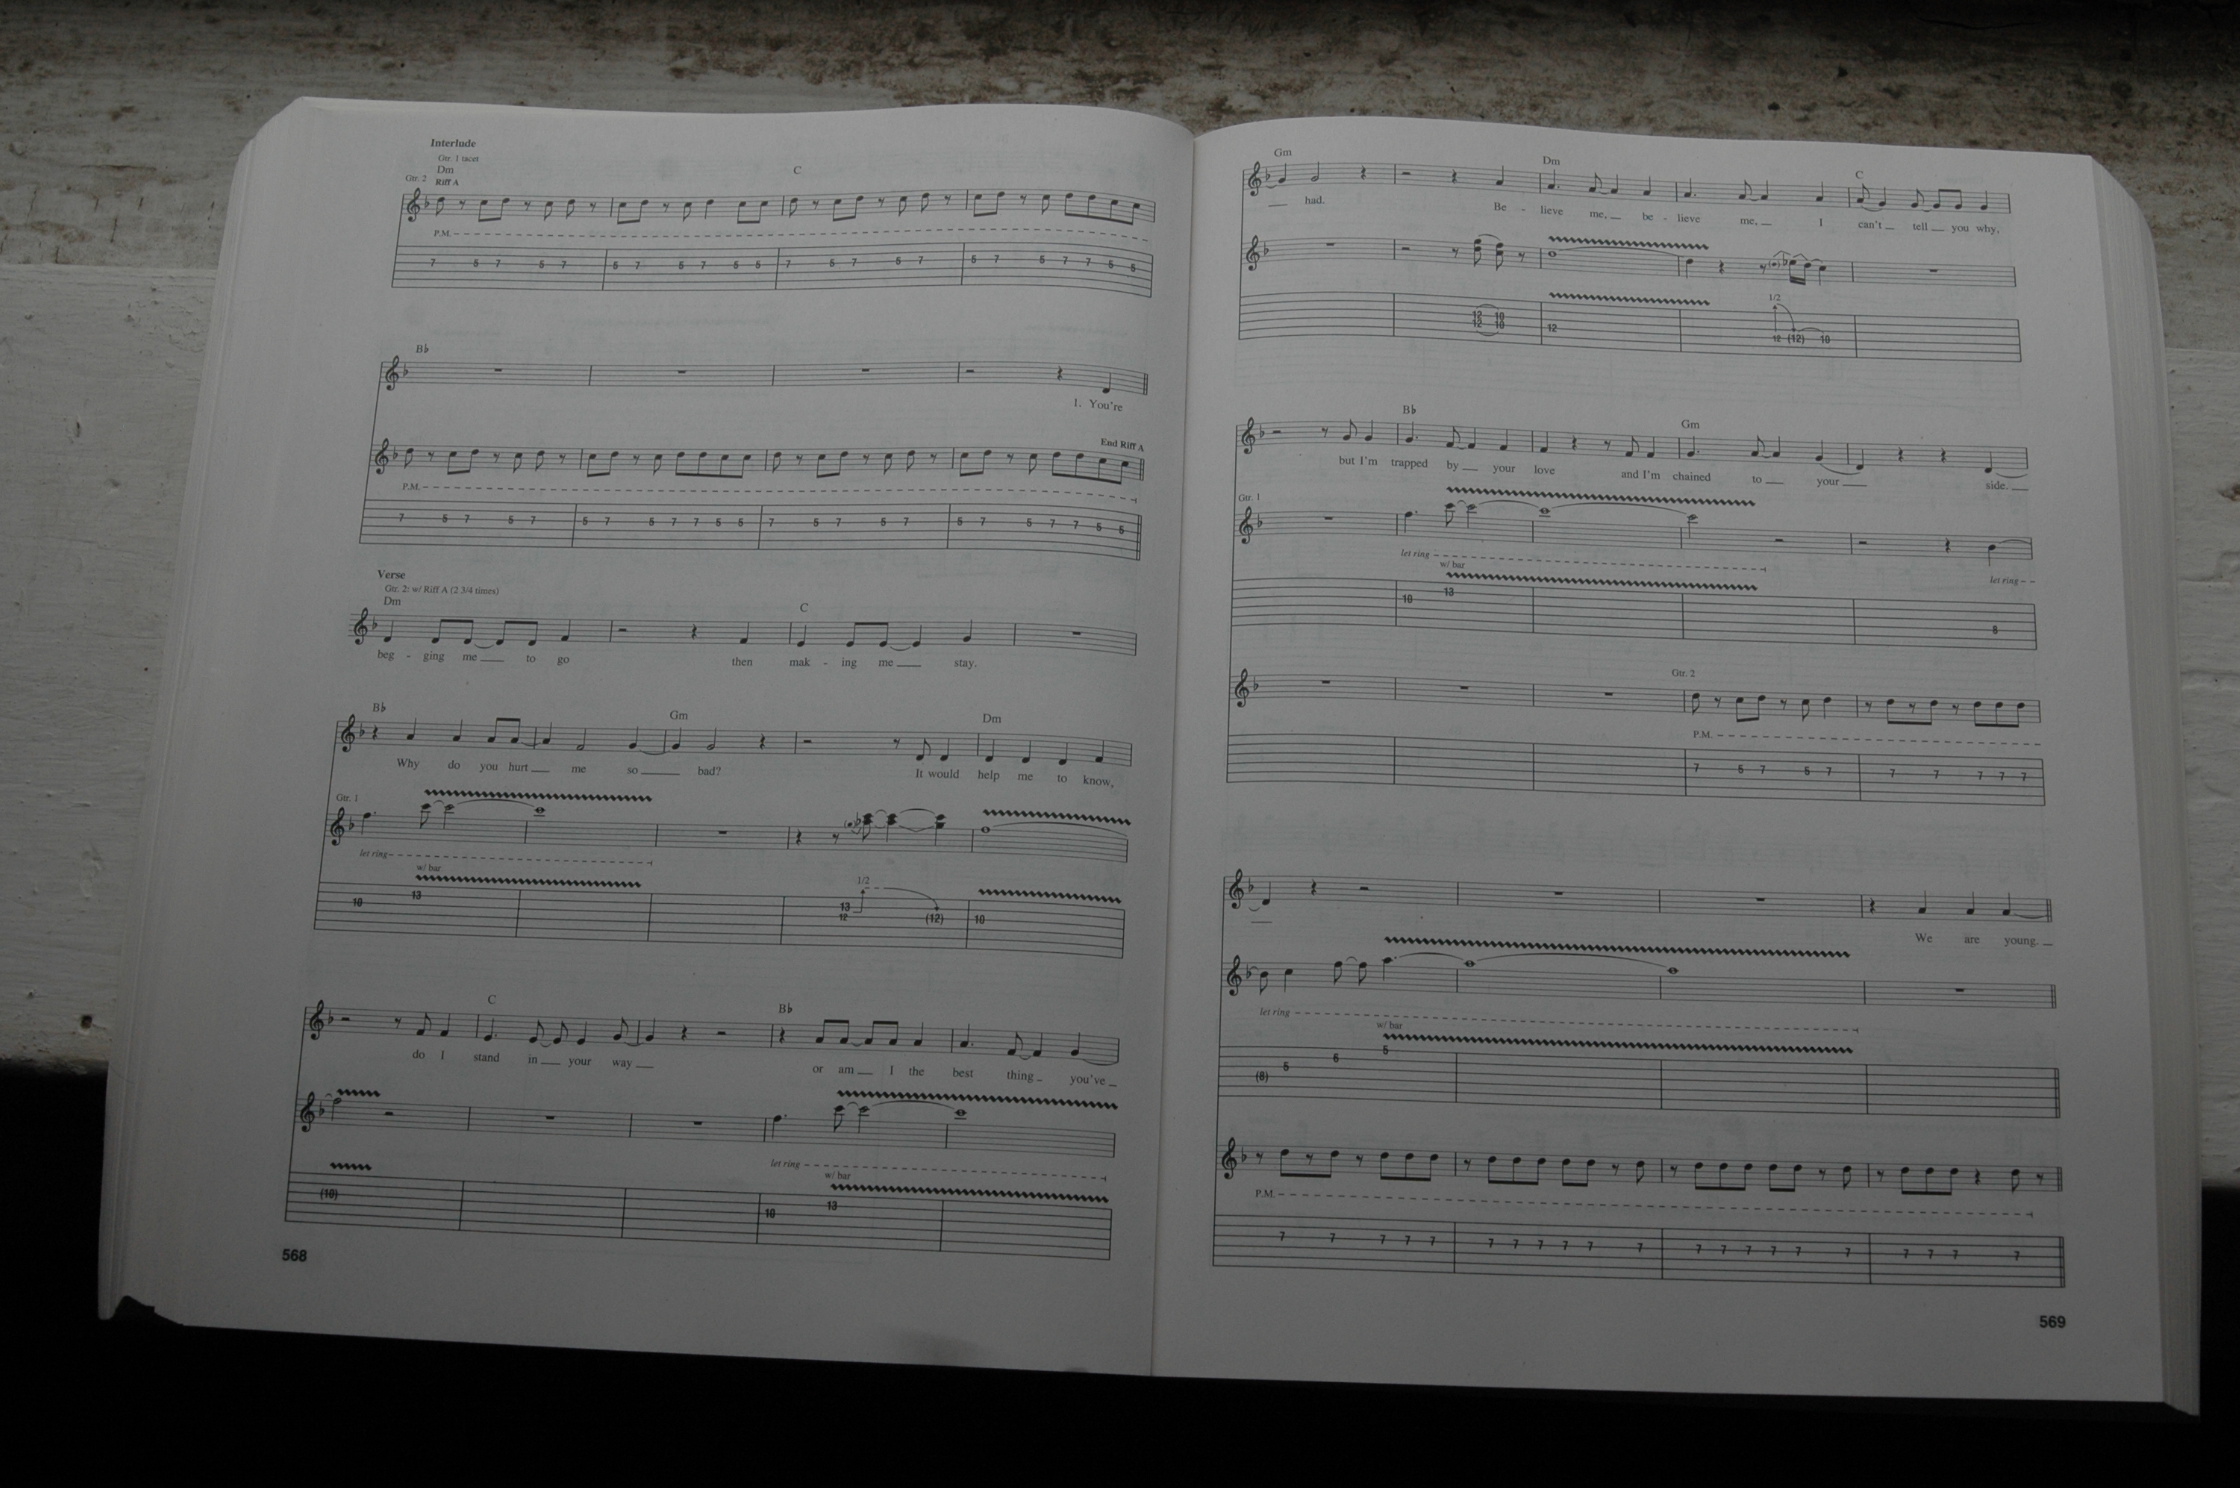 Interlude
Gtr. 1 tacet
Dm C
Gtr. 2 Riff A
P.M.
7 5 7 5 7 5 7 5 7 5 5 7 5 7 5 7 5 7 5 7 7 5 5
B♭
1. You're
End Riff A
P.M.
7 5 7 5 7 5 7 5 7 7 5 5 7 5 7 5 7 5 7 5 7 7 5 5
Verse
Gtr. 2: w/ Riff A (2 3/4 times)
Dm C
beg - ging me to go then mak - ing me stay.
B♭ Gm Dm
Why do you hurt me so bad? It would help me to know,
Gtr. 1
let ring
w/ bar
1/2
10 13 13 12 (12) 10
C B♭
do I stand in your way or am I the best thing you've
let ring
w/ bar
(10) 10 13
568
Gm Dm C
had. Be - lieve me, be - lieve me, I can't tell you why,
1/2
12 10
12 10 12 12 (12) 10
B♭ Gm
but I'm trapped by your love and I'm chained to your side.
Gtr. 1
let ring let ring
w/ bar
10 13 8
Gtr. 2
P.M.
7 5 7 5 7 7 7 7 7 7
We are young.
let ring
w/ bar
(8) 5 6 5
P.M.
7 7 7 7 7 7 7 7 7 7 7 7 7 7 7 7 7 7 7 7 7
569